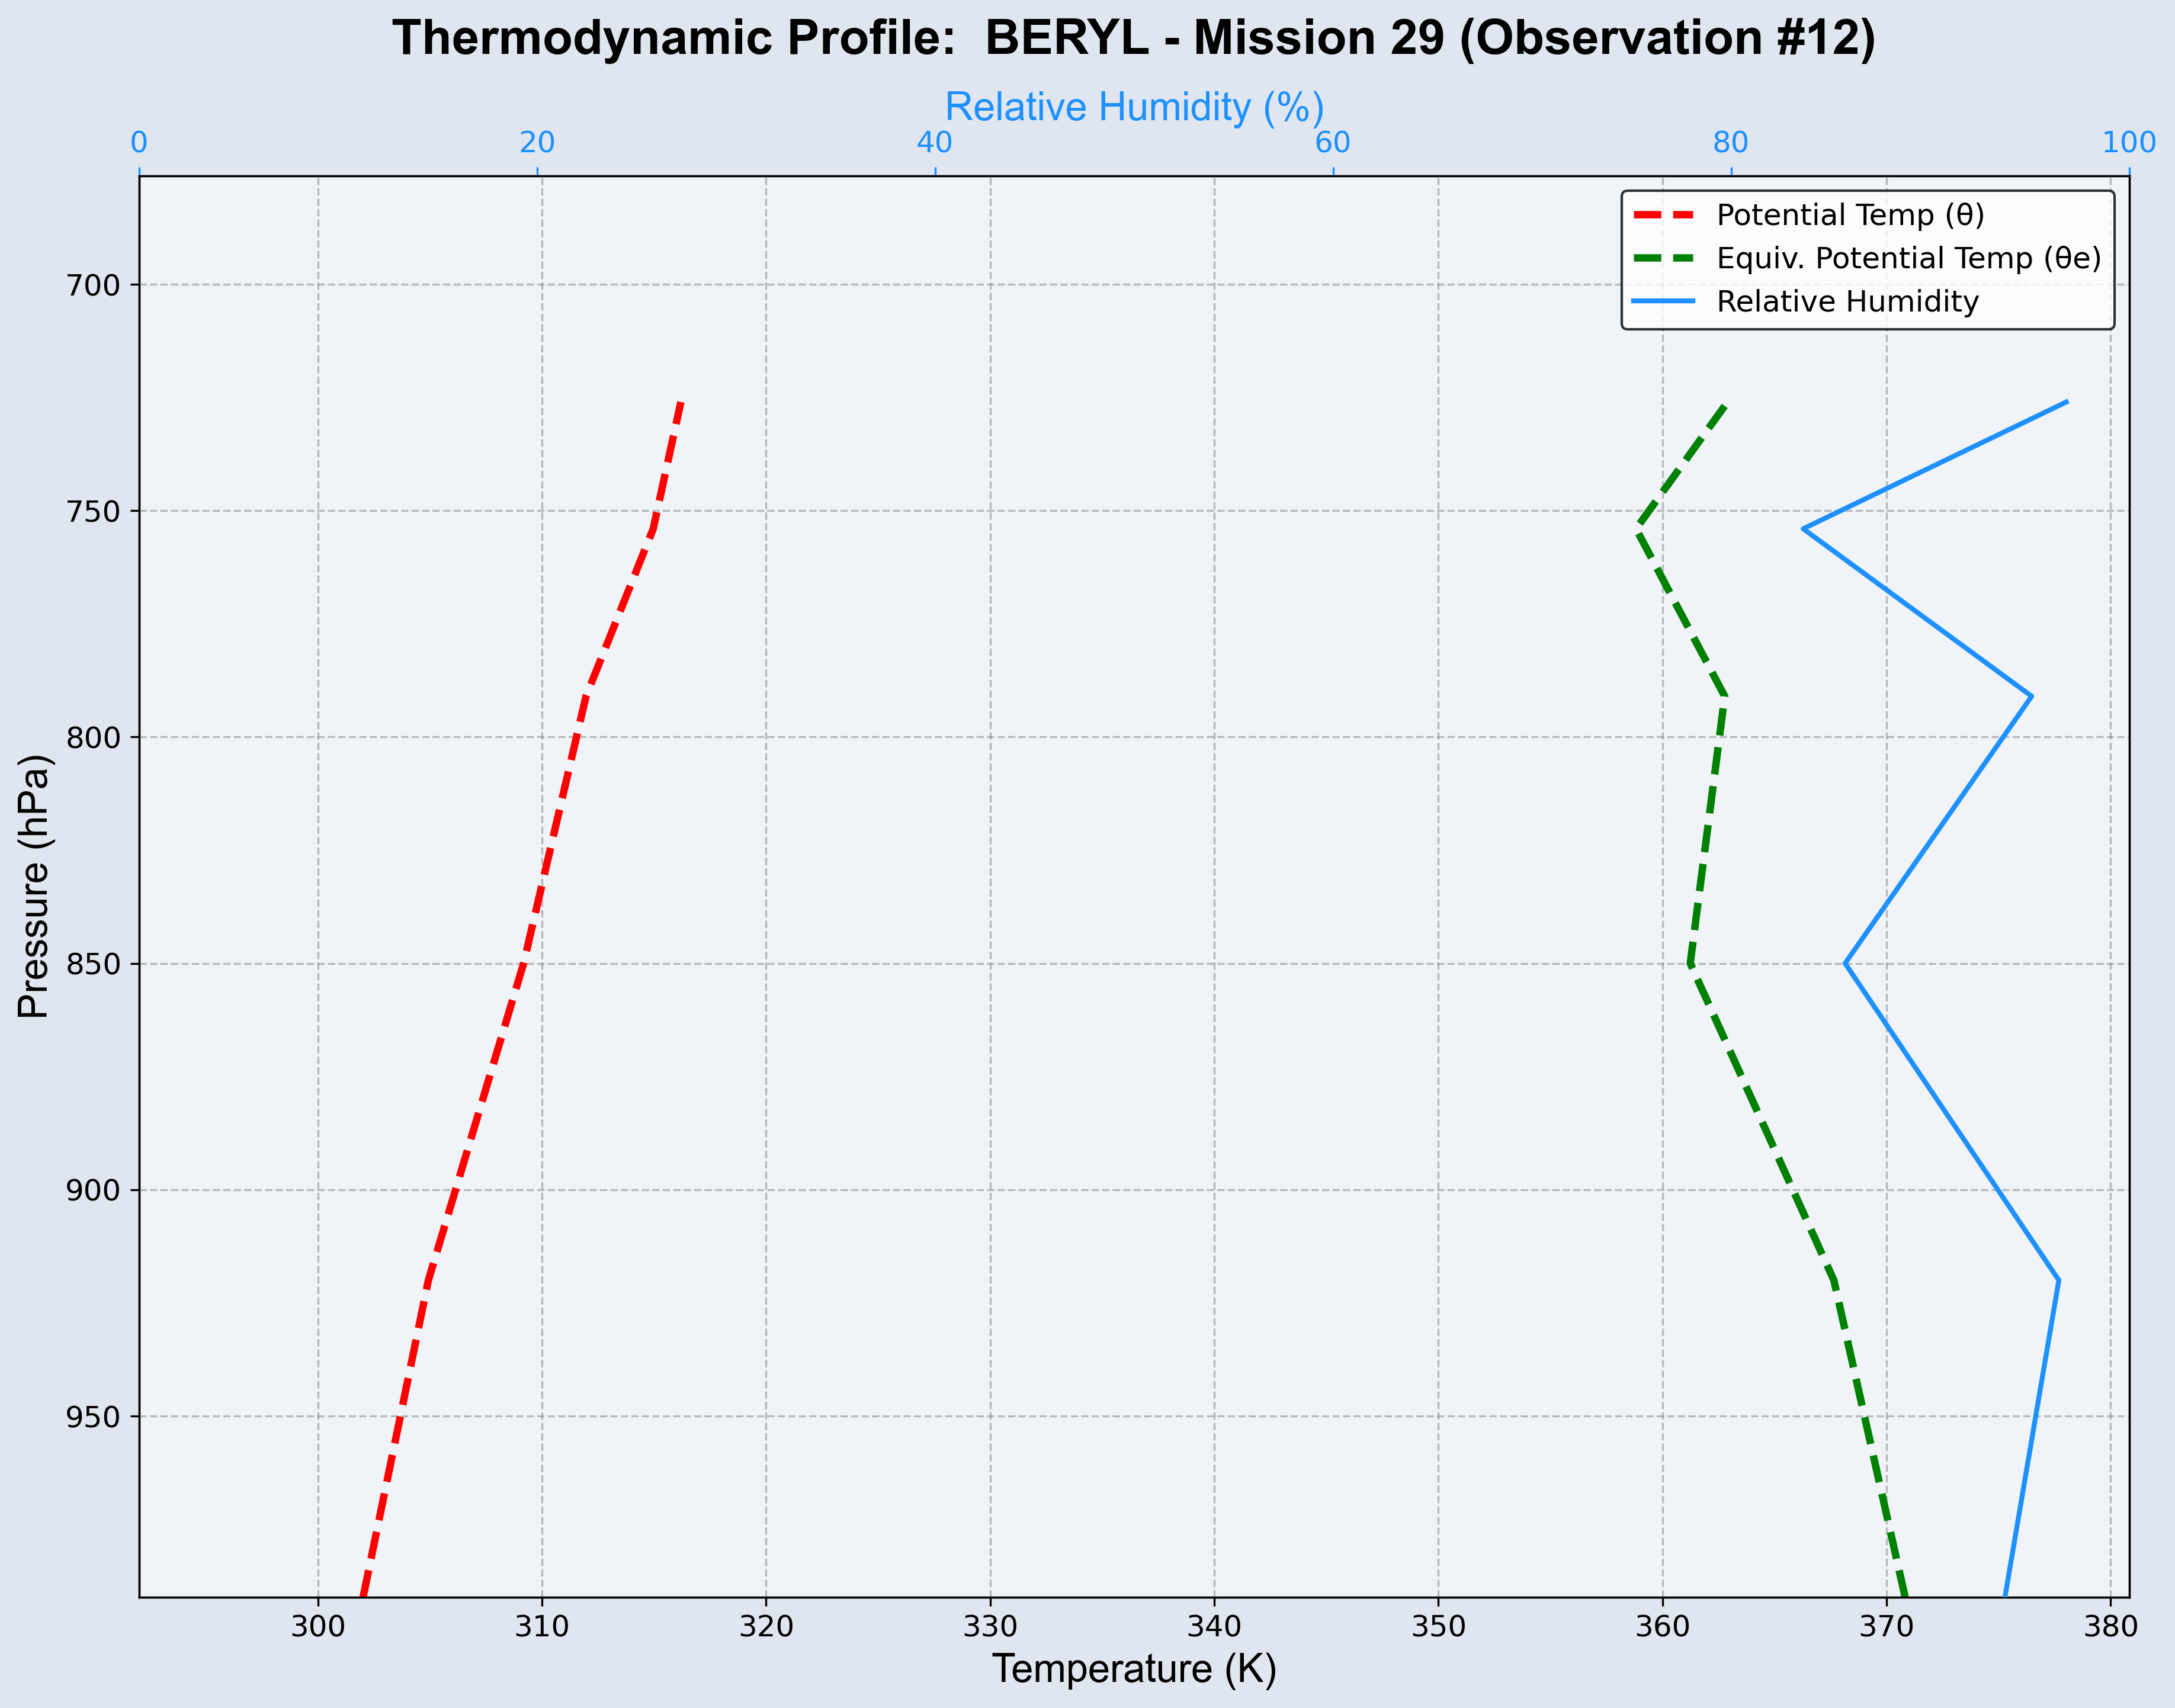 Thermodynamic Profile:  BERYL - Mission 29 (Observation #12)
Relative Humidity (%)
0 20 40 60 80 100
Potential Temp (θ)
Equiv. Potential Temp (θe)
Relative Humidity
700
750
800
850
900
950
Pressure (hPa)
300 310 320 330 340 350 360 370 380
Temperature (K)